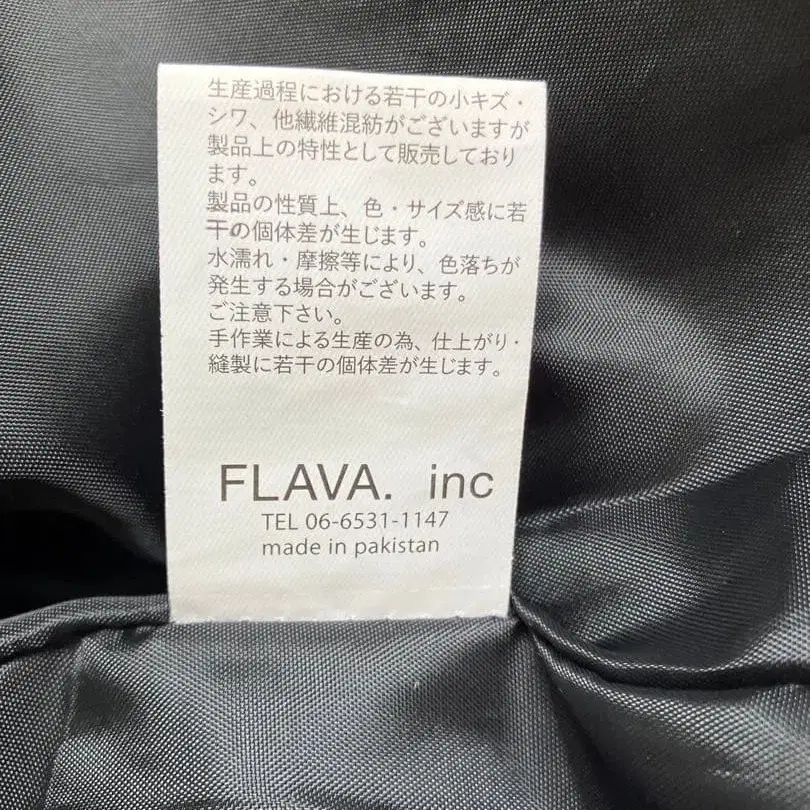 生産過程における若干の小キズ・
シワ、他繊維混紡がございますが
製品上の特性として販売しており
ます。
製品の性質上、色・サイズ感に若
干の個体差が生じます。
水濡れ・摩擦等により、色落ちが
発生する場合がございます。
ご注意下さい。
手作業による生産の為、仕上がり・
縫製に若干の個体差が生じます。
FLAVA. inc
TEL 06-6531-1147
made in pakistan